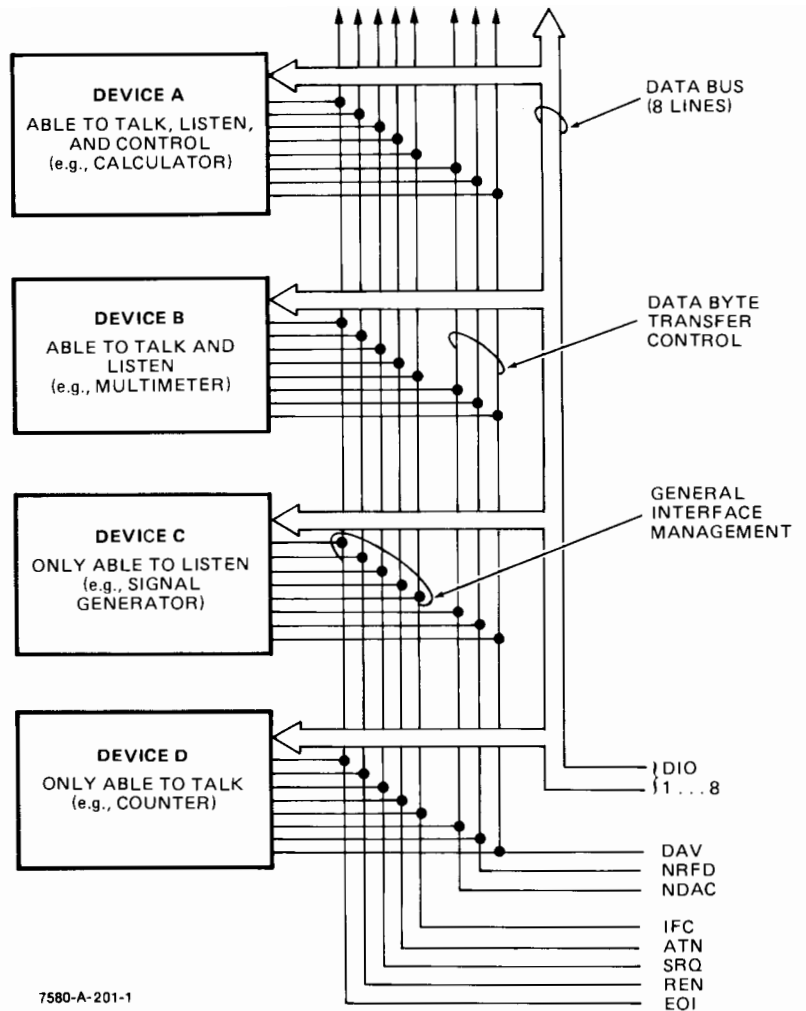 DEVICE A
ABLE TO TALK, LISTEN,
AND CONTROL
(e.g., CALCULATOR)
DATA BUS
(8 LINES)
DEVICE B
ABLE TO TALK AND
LISTEN
(e.g., MULTIMETER)
DATA BYTE
TRANSFER
CONTROL
DEVICE C
ONLY ABLE TO LISTEN
(e.g., SIGNAL
GENERATOR)
GENERAL
INTERFACE
MANAGEMENT
DEVICE D
ONLY ABLE TO TALK
(e.g., COUNTER)
DIO
1 . . . 8
DAV
NRFD
NDAC
IFC
ATN
SRQ
REN
EOI
7580-A-201-1